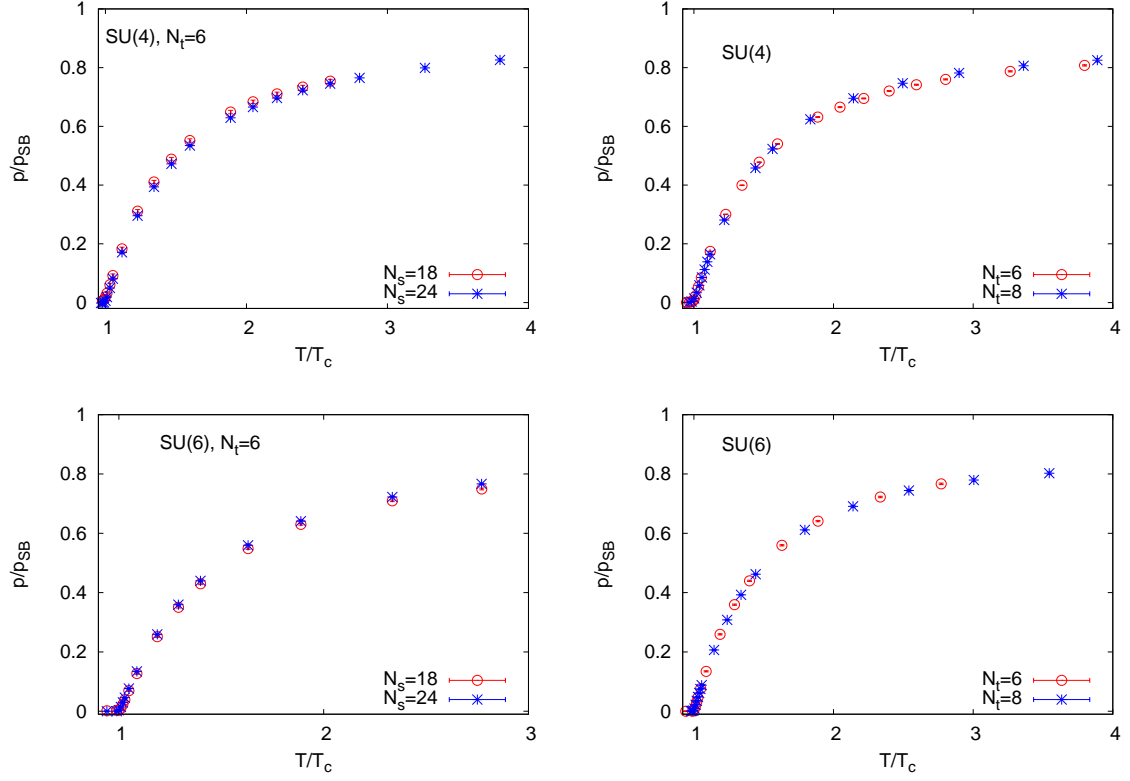 SU(4), N_t=6
1
0.8
0.6
0.4
0.2
0
1
2
3
4
p/p_SB
T/T_c
N_s=18
N_s=24
SU(4)
1
0.8
0.6
0.4
0.2
0
1
2
3
4
p/p_SB
T/T_c
N_t=6
N_t=8
SU(6), N_t=6
1
0.8
0.6
0.4
0.2
0
1
2
3
p/p_SB
T/T_c
N_s=18
N_s=24
SU(6)
1
0.8
0.6
0.4
0.2
0
1
2
3
4
p/p_SB
T/T_c
N_t=6
N_t=8